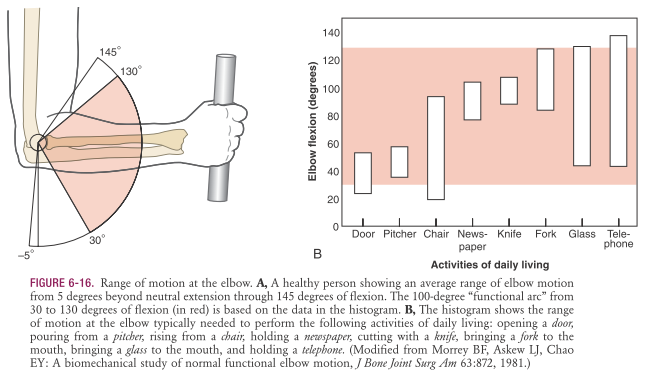 145°
130°
30°
–5°
Elbow flexion (degrees)
140
120
100
80
60
40
20
0
Door Pitcher Chair News-paper Knife Fork Glass Tele-phone
B
Activities of daily living
FIGURE 6-16. Range of motion at the elbow. A, A healthy person showing an average range of elbow motion
from 5 degrees beyond neutral extension through 145 degrees of flexion. The 100-degree “functional arc” from
30 to 130 degrees of flexion (in red) is based on the data in the histogram. B, The histogram shows the range
of motion at the elbow typically needed to perform the following activities of daily living: opening a door,
pouring from a pitcher, rising from a chair, holding a newspaper, cutting with a knife, bringing a fork to the
mouth, bringing a glass to the mouth, and holding a telephone. (Modified from Morrey BF, Askew LJ, Chao
EY: A biomechanical study of normal functional elbow motion, J Bone Joint Surg Am 63:872, 1981.)